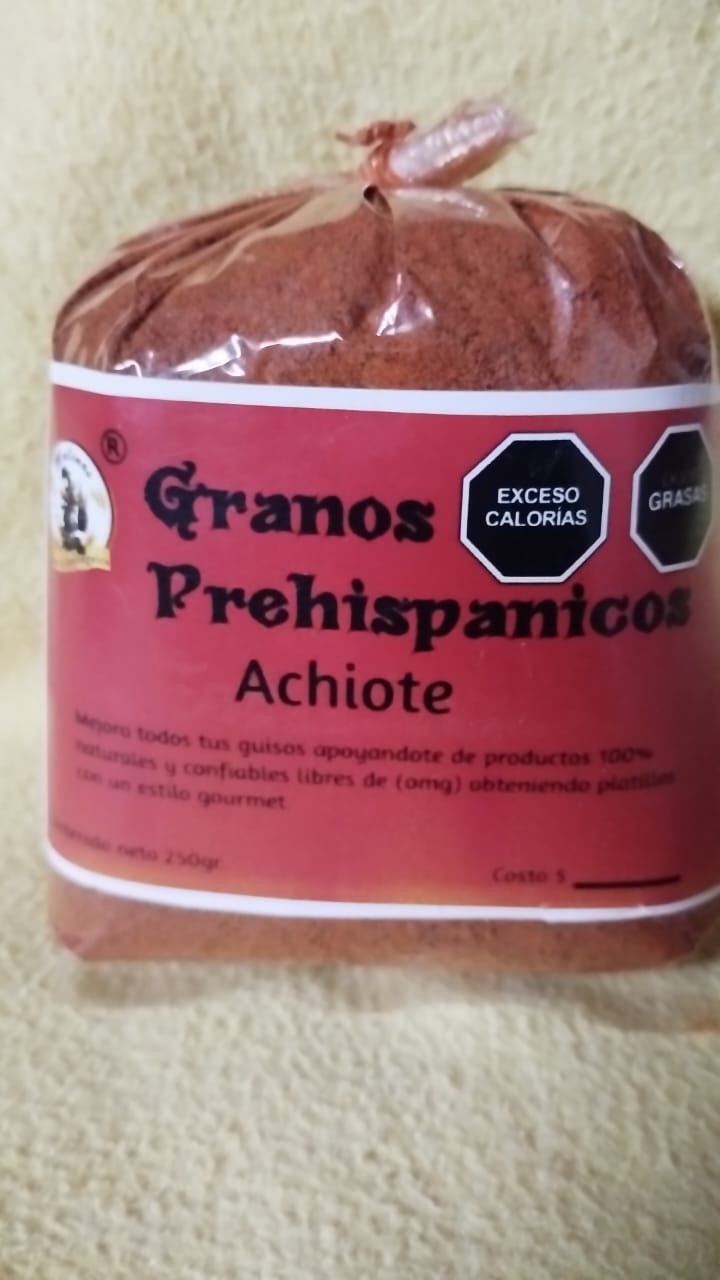 ®
Granos
EXCESO
CALORÍAS
GRASAS
Prehispanicos
Achiote
Mejora todos tus guisos apoyandote de productos 100%
naturales y confiables libres de (omg) obteniendo platillos
con un estilo gourmet
neto 250gr.
Costo $